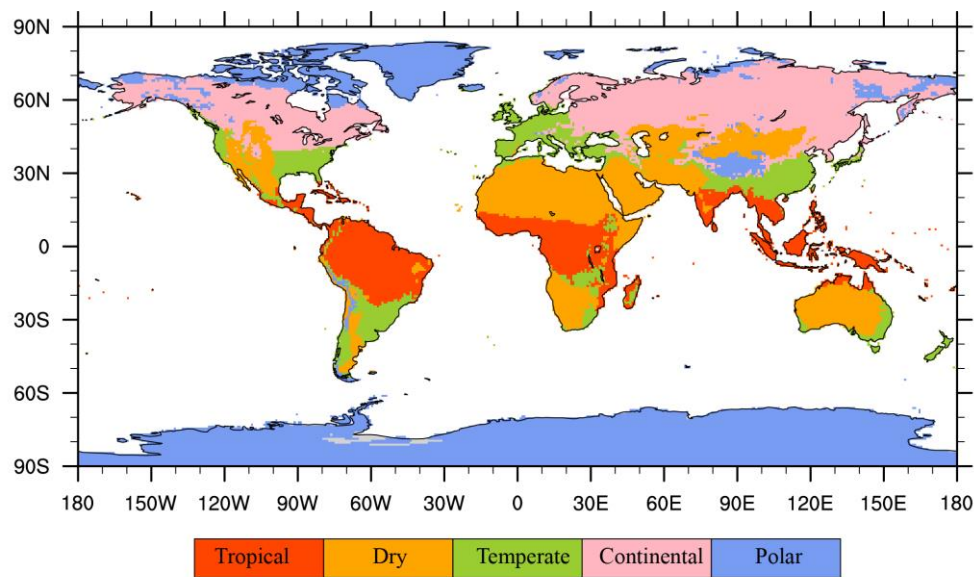 90N
60N
30N
0
30S
60S
90S
180 150W 120W 90W 60W 30W 0 30E 60E 90E 120E 150E 180
Tropical Dry Temperate Continental Polar